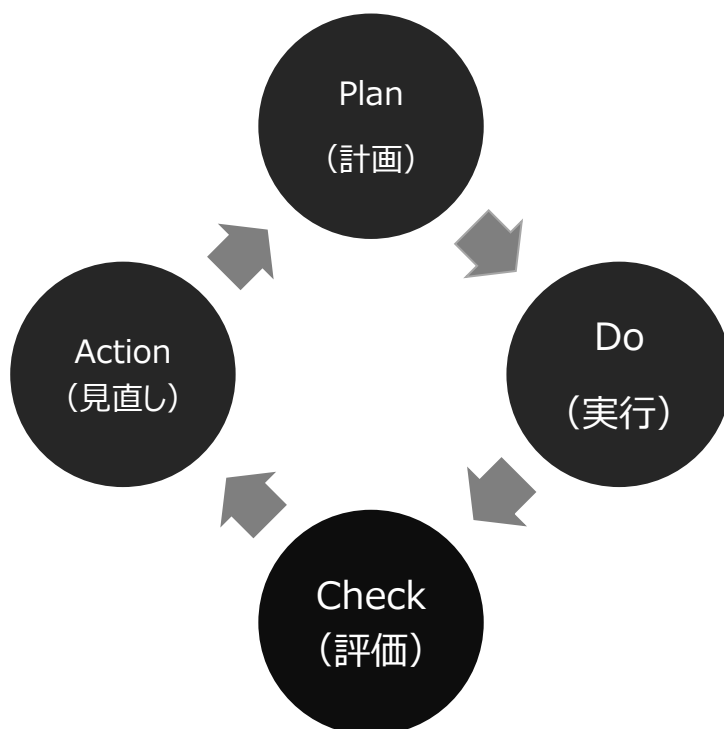 Plan
（計画）
Do
（実行）
Check
（評価）
Action
（見直し）